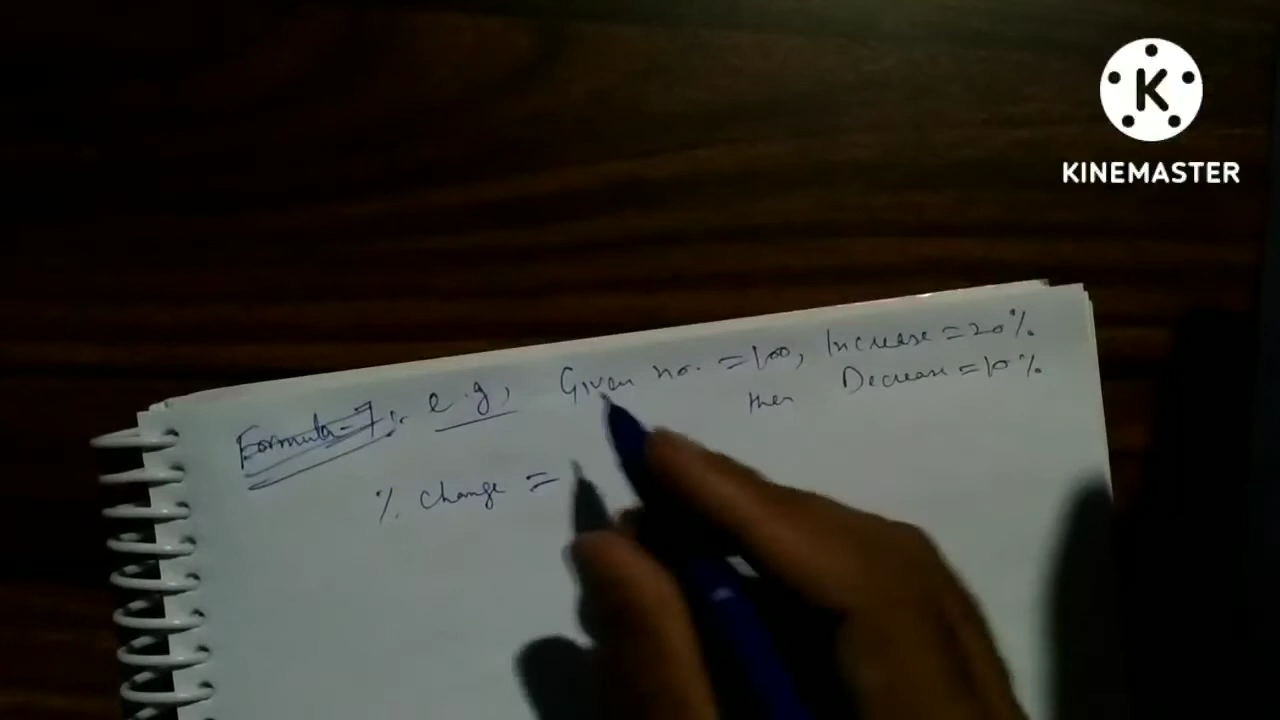 K
KINEMASTER
Formula-7:- e.g, Given no. =100, Increase=20%
then Decrease=10%
% change =